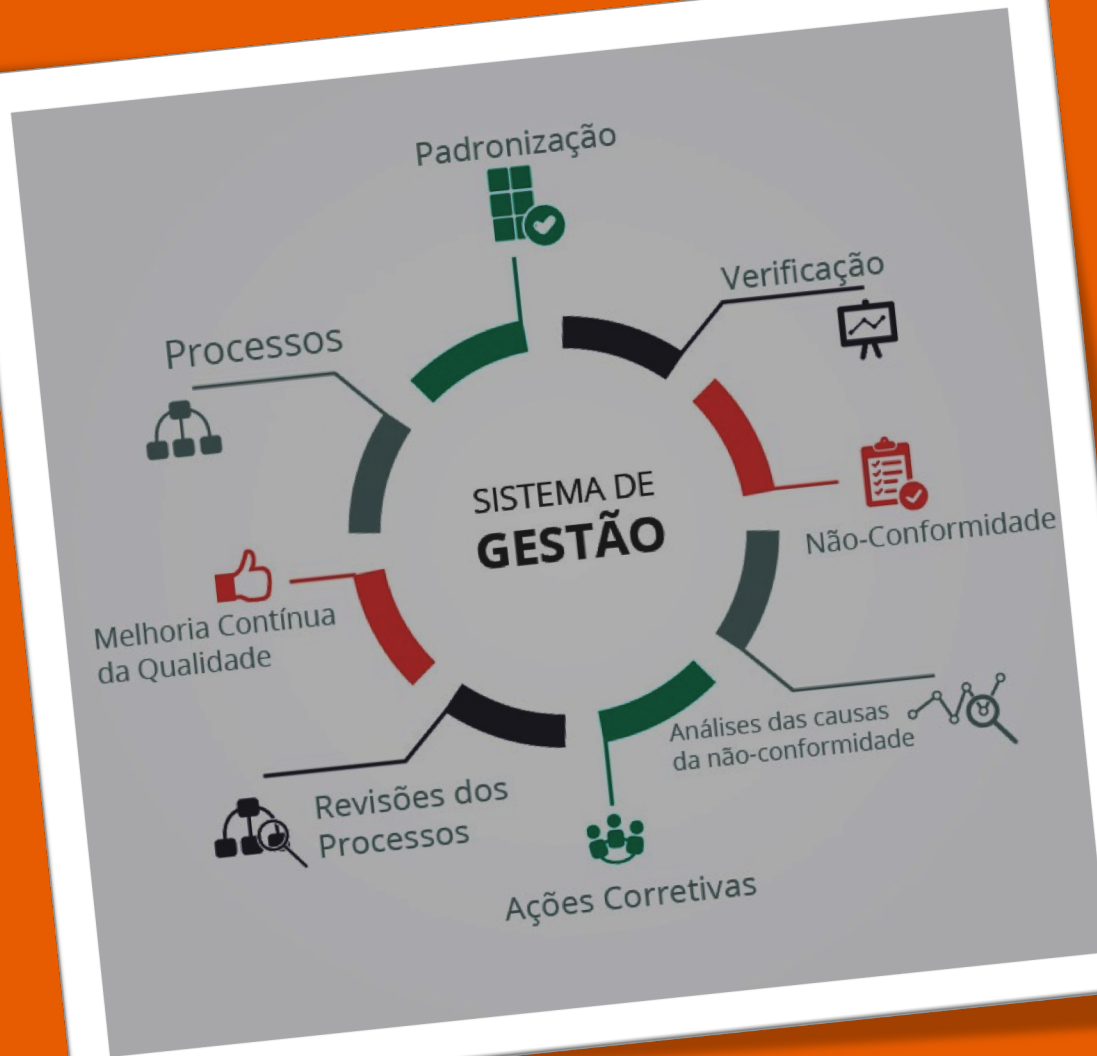 Padronização
Verificação
Processos
SISTEMA DE
GESTÃO
Não-Conformidade
Melhoria Contínua
da Qualidade
Análises das causas
da não-conformidade
Revisões dos
Processos
Ações Corretivas